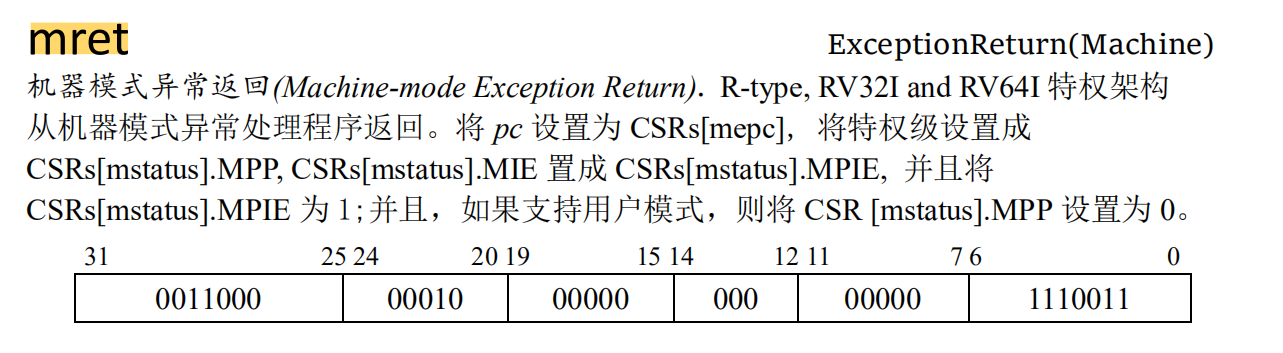 mret ExceptionReturn(Machine)
机器模式异常返回(Machine-mode Exception Return). R-type, RV32I and RV64I 特权架构
从机器模式异常处理程序返回。将 pc 设置为 CSRs[mepc], 将特权级设置成
CSRs[mstatus].MPP, CSRs[mstatus].MIE 置成 CSRs[mstatus].MPIE, 并且将
CSRs[mstatus].MPIE 为 1;并且，如果支持用户模式，则将 CSR [mstatus].MPP 设置为 0。
31 25 24 20 19 15 14 12 11 7 6 0
0011000 00010 00000 000 00000 1110011